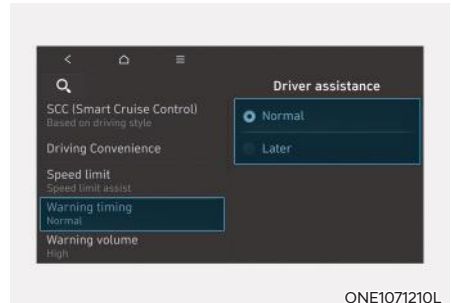 Driver assistance
SCC (Smart Cruise Control)
Based on driving style
Driving Convenience
Speed limit
Speed limit assist
Warning timing
Normal
Warning volume
High
Normal
Later
ONE1071210L